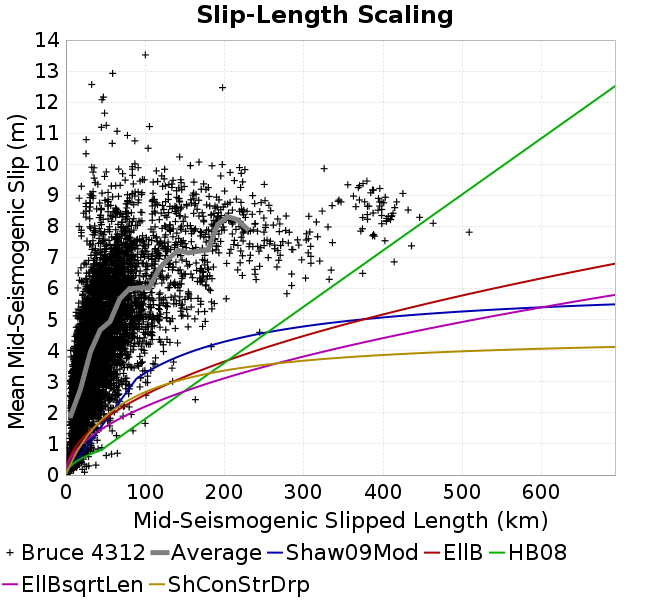 Slip-Length Scaling
Mean Mid-Seismogenic Slip (m)
14
13
12
11
10
9
8
7
6
5
4
3
2
1
0
0 100 200 300 400 500 600
Mid-Seismogenic Slipped Length (km)
Bruce 4312 Average Shaw09Mod EllB HB08
EllBsqrtLen ShConStrDrp